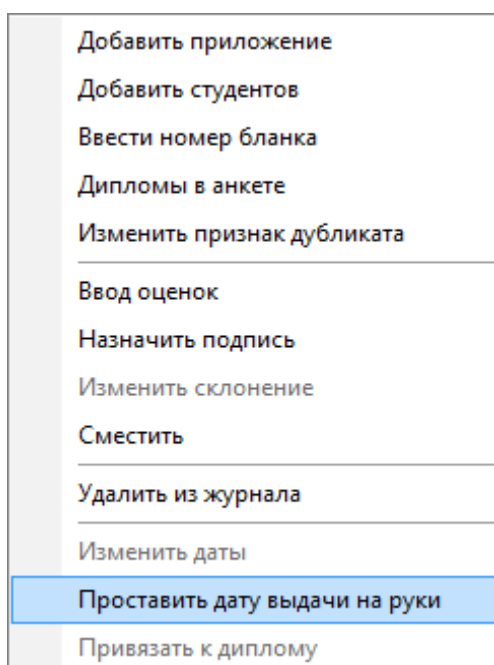 Добавить приложение
Добавить студентов
Ввести номер бланка
Дипломы в анкете
Изменить признак дубликата
Ввод оценок
Назначить подпись
Изменить склонение
Сместить
Удалить из журнала
Изменить даты
Проставить дату выдачи на руки
Привязать к диплому